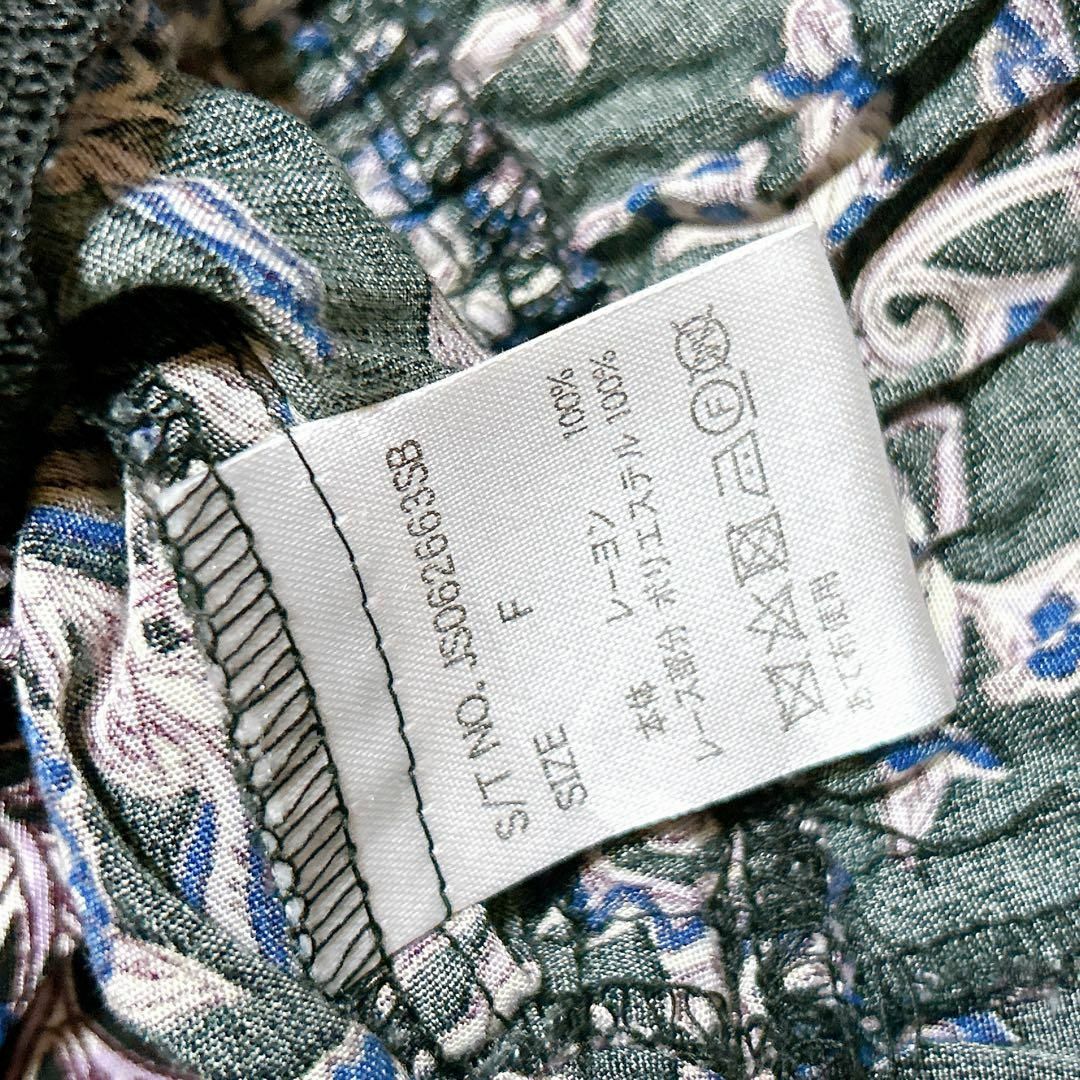 S/T NO. JS0626663SB
SIZE F
本体 レーヨン 100%
レース部分 ポリエステル 100%
あて布使用